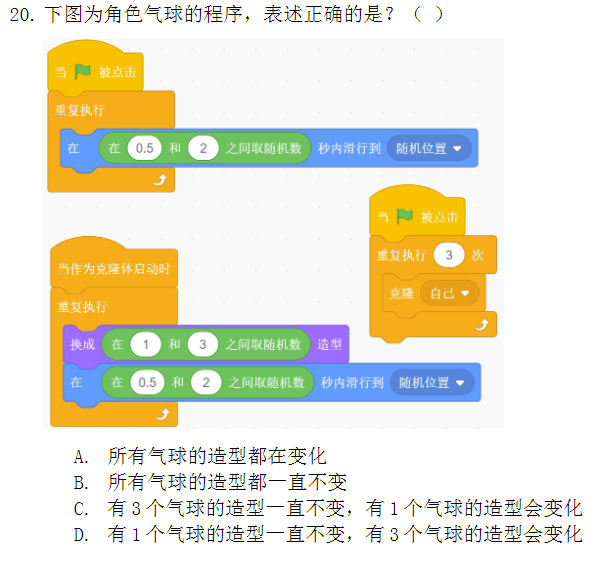 20. 下图为角色气球的程序，表述正确的是？（ ）
当 被点击
重复执行
在 在 0.5 和 2 之间取随机数 秒内滑行到 随机位置
当 被点击
重复执行 3 次
克隆 自己
当作为克隆体启动时
重复执行
换成 在 1 和 3 之间取随机数 造型
在 在 0.5 和 2 之间取随机数 秒内滑行到 随机位置
A. 所有气球的造型都在变化
B. 所有气球的造型都一直不变
C. 有3个气球的造型一直不变，有1个气球的造型会变化
D. 有1个气球的造型一直不变，有3个气球的造型会变化